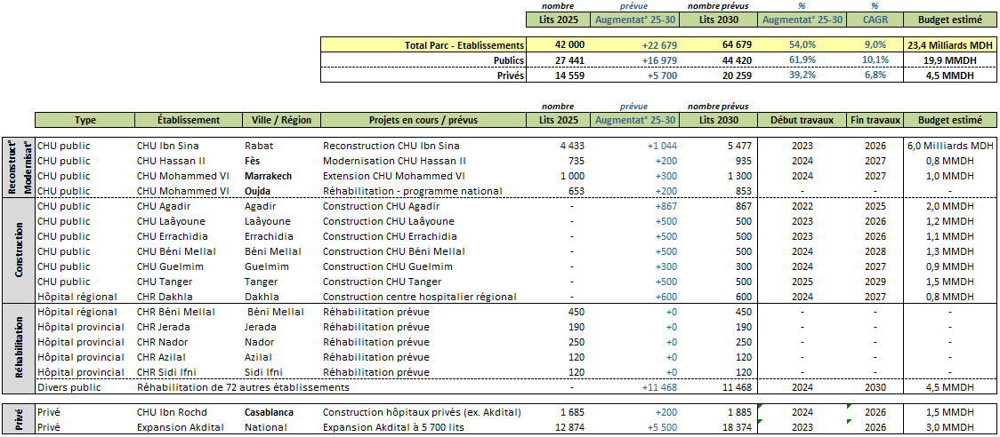 nombre prévue nombre prévus % %
Lits 2025 Augmentat° 25-30 Lits 2030 Augmentat° 25-30 CAGR Budget estimé
Total Parc - Etablissements 42 000 +22 679 64 679 54,0% 9,0% 23,4 Milliards MDH
Publics 27 441 +16 979 44 420 61,9% 10,1% 19,9 MMDH
Privés 14 559 +5 700 20 259 39,2% 6,8% 4,5 MMDH
nombre prévue nombre prévus
Type Établissement Ville / Région Projets en cours / prévus Lits 2025 Augmentat° 25-30 Lits 2030 Début travaux Fin travaux Budget estimé
Reconstruct° Modernisat°
CHU public CHU Ibn Sina Rabat Reconstruction CHU Ibn Sina 4 433 +1 044 5 477 2023 2026 6,0 Milliards MDH
CHU public CHU Hassan II Fès Modernisation CHU Hassan II 735 +200 935 2024 2027 0,8 MMDH
CHU public CHU Mohammed VI Marrakech Extension CHU Mohammed VI 1 000 +300 1 300 2024 2027 1,0 MMDH
CHU public CHU Mohammed VI Oujda Réhabilitation - programme national 653 +200 853 - - -
Construction
CHU public CHU Agadir Agadir Construction CHU Agadir - +867 867 2022 2025 2,0 MMDH
CHU public CHU Laâyoune Laâyoune Construction CHU Laâyoune - +500 500 2023 2026 1,2 MMDH
CHU public CHU Errachidia Errachidia Construction CHU Errachidia - +500 500 2023 2026 1,1 MMDH
CHU public CHU Béni Mellal Béni Mellal Construction CHU Béni Mellal - +500 500 2024 2028 1,3 MMDH
CHU public CHU Guelmim Guelmim Construction CHU Guelmim - +300 300 2024 2027 0,9 MMDH
CHU public CHU Tanger Tanger Construction CHU Tanger - +500 500 2025 2029 1,5 MMDH
Hôpital régional CHR Dakhla Dakhla Construction centre hospitalier régional - +600 600 2024 2027 0,8 MMDH
Réhabilitation
Hôpital régional CHR Béni Mellal Béni Mellal Réhabilitation prévue 450 +0 450 - - -
Hôpital provincial CHR Jerada Jerada Réhabilitation prévue 190 +0 190 - - -
Hôpital provincial CHR Nador Nador Réhabilitation prévue 250 +0 250 - - -
Hôpital provincial CHR Azilal Azilal Réhabilitation prévue 120 +0 120 - - -
Hôpital provincial CHR Sidi Ifni Sidi Ifni Réhabilitation prévue 120 +0 120 - - -
Divers public Réhabilitation de 72 autres établissements - +11 468 11 468 2024 2030 4,5 MMDH
Privé
Privé CHU Ibn Rochd Casablanca Construction hôpitaux privés (ex. Akdital) 1 685 +200 1 885 2024 2026 1,5 MMDH
Privé Expansion Akdital National Expansion Akdital à 5 700 lits 12 874 +5 500 18 374 2023 2026 3,0 MMDH